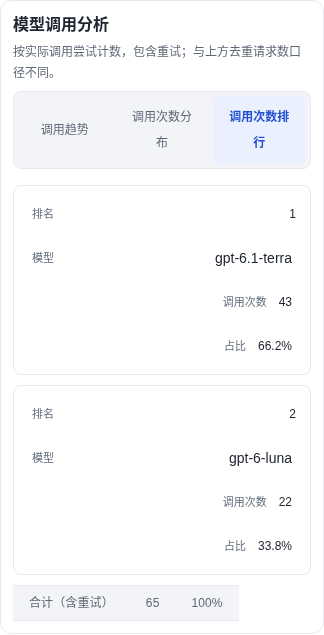 模型调用分析
按实际调用尝试计数，包含重试；与上方去重请求数口
径不同。
调用趋势
调用次数分
布
调用次数排
行
排名 1
模型 gpt-6.1-terra
调用次数 43
占比 66.2%
排名 2
模型 gpt-6-luna
调用次数 22
占比 33.8%
合计（含重试） 65 100%